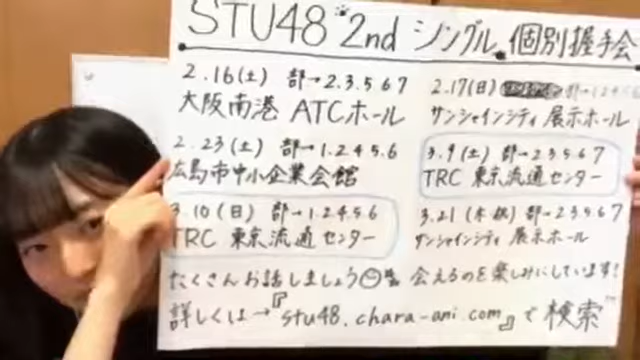 STU48 2nd シングル 個別握手会
2.16(土) 部→2.3.5.6.7
大阪南港 ATCホール
2.17(日) 部→1.2.4.5.6
サンシャインシティ 展示ホール
2.23(土) 部→1.2.4.5.6
広島市中小企業会館
3.9(土) 部→2.3.5.6.7
TRC 東京流通センター
3.10(日) 部→1.2.4.5.6
TRC 東京流通センター
3.21(木・祝) 部→2.3.5.6.7
サンシャインシティ 展示ホール
たくさんお話しましょう 会えるのを楽しみにしています!
詳しくは→『stu48.chara-ani.com』で検索